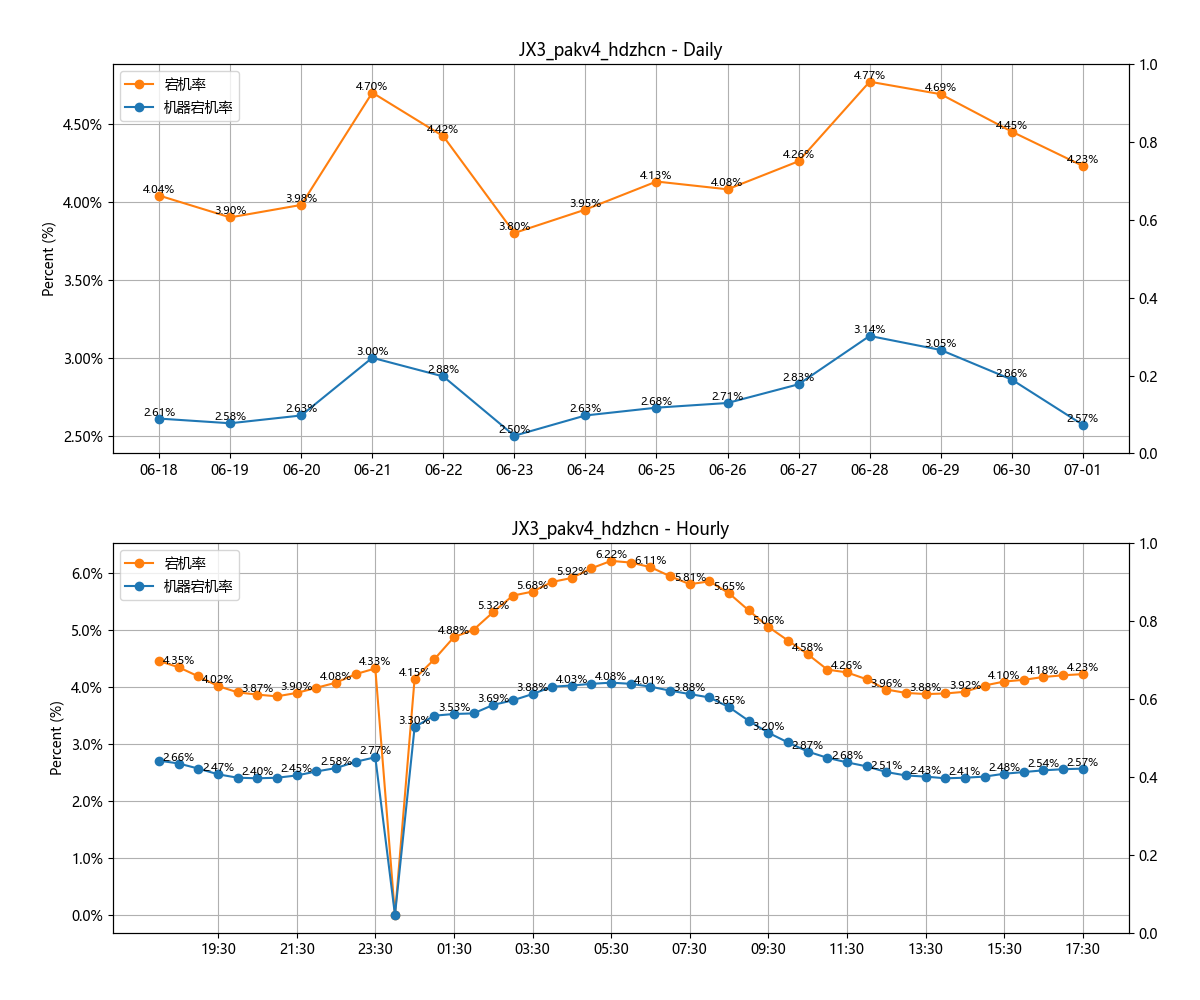 JX3_pakv4_hdzhcn - Daily
宕机率
机器宕机率
Percent (%)
4.50%
4.00%
3.50%
3.00%
2.50%
1.0
0.8
0.6
0.4
0.2
0.0
4.04% 3.90% 3.98% 4.70% 4.42% 3.80% 3.95% 4.13% 4.08% 4.26% 4.77% 4.69% 4.45% 4.23%
2.61% 2.58% 2.63% 3.00% 2.88% 2.50% 2.63% 2.68% 2.71% 2.83% 3.14% 3.05% 2.86% 2.57%
06-18 06-19 06-20 06-21 06-22 06-23 06-24 06-25 06-26 06-27 06-28 06-29 06-30 07-01
JX3_pakv4_hdzhcn - Hourly
宕机率
机器宕机率
Percent (%)
6.0%
5.0%
4.0%
3.0%
2.0%
1.0%
0.0%
1.0
0.8
0.6
0.4
0.2
0.0
4.35% 4.02% 3.87% 3.90% 4.08% 4.33% 4.15% 4.88% 5.32% 5.68% 5.92% 6.22% 6.11% 5.81% 5.65% 5.06% 4.58% 4.26% 3.96% 3.88% 3.92% 4.10% 4.18% 4.23%
2.66% 2.47% 2.40% 2.45% 2.58% 2.77% 3.30% 3.53% 3.69% 3.88% 4.03% 4.08% 4.01% 3.88% 3.65% 3.20% 2.87% 2.68% 2.51% 2.43% 2.41% 2.48% 2.54% 2.57%
19:30 21:30 23:30 01:30 03:30 05:30 07:30 09:30 11:30 13:30 15:30 17:30